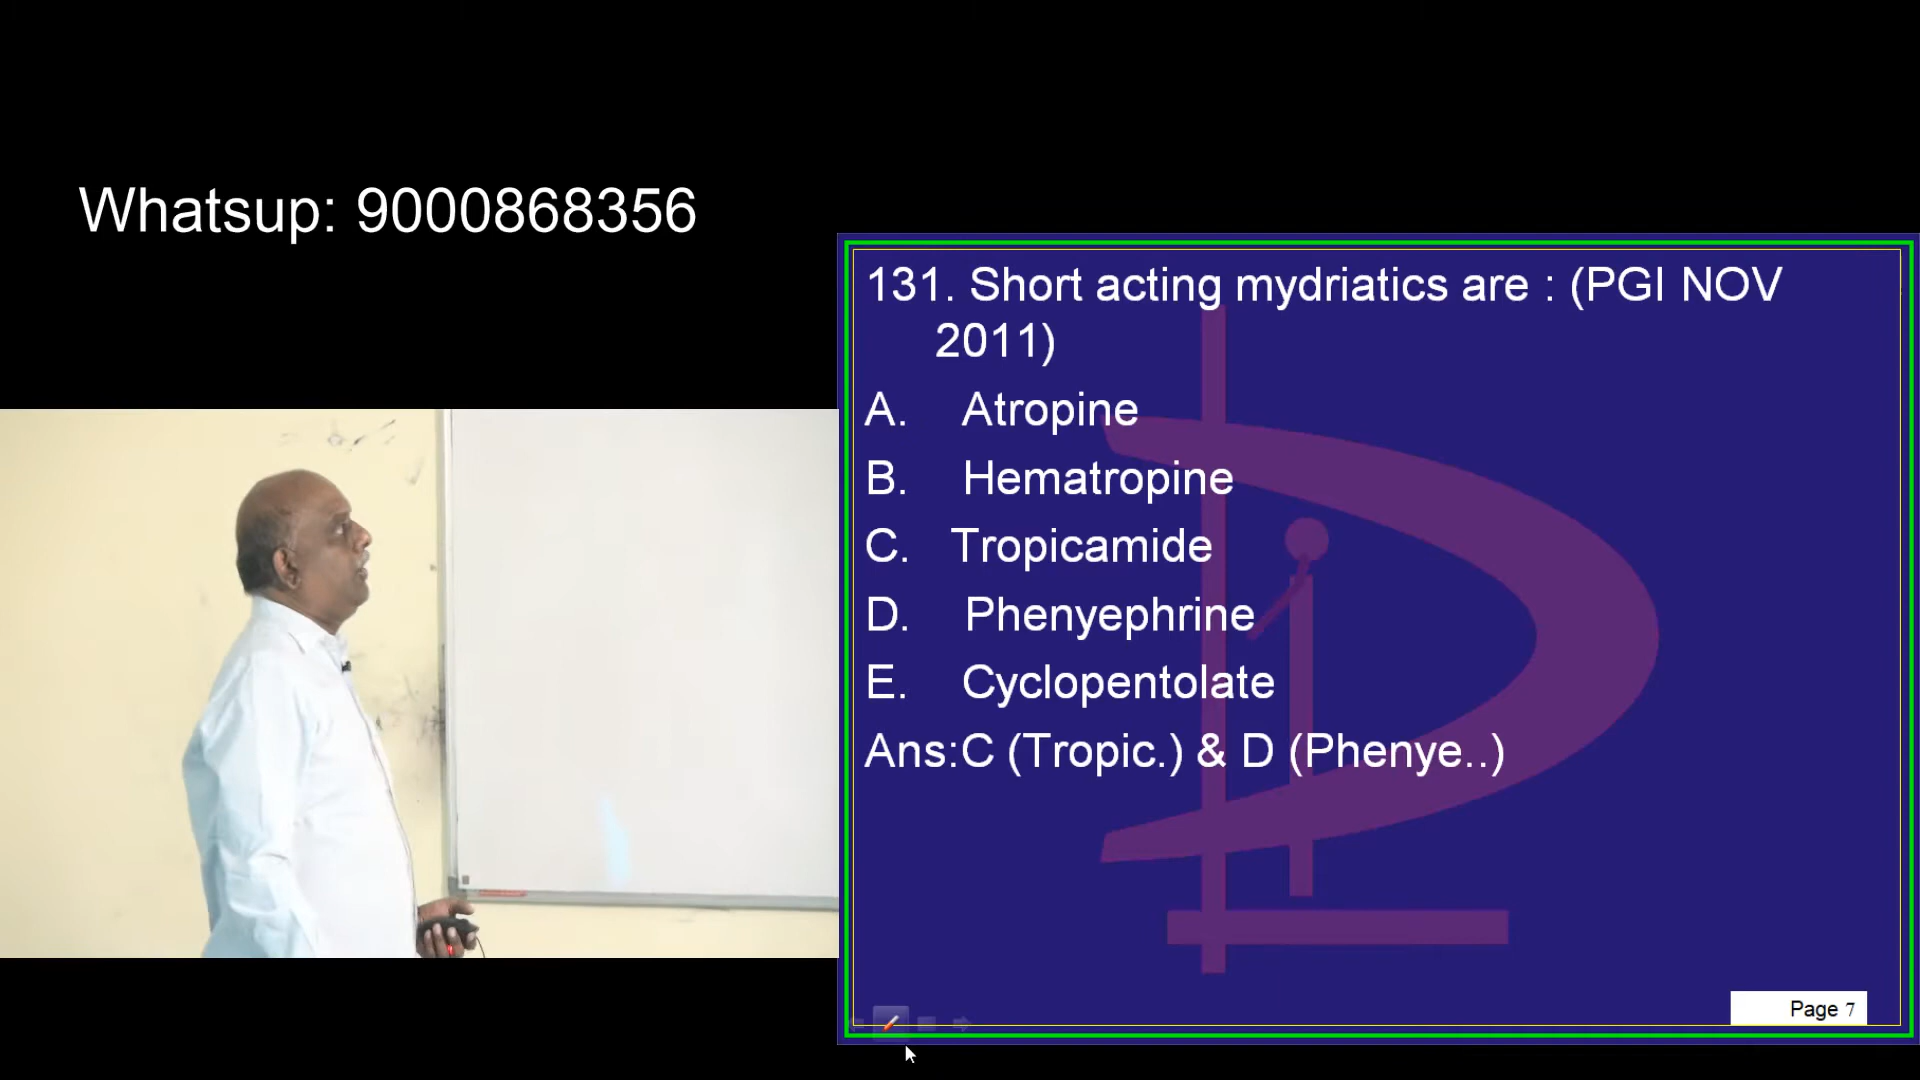 Whatsup: 9000868356
131. Short acting mydriatics are : (PGI NOV
2011)
A. Atropine
B. Hematropine
C. Tropicamide
D. Phenyephrine
E. Cyclopentolate
Ans:C (Tropic.) & D (Phenye..)
Page 7